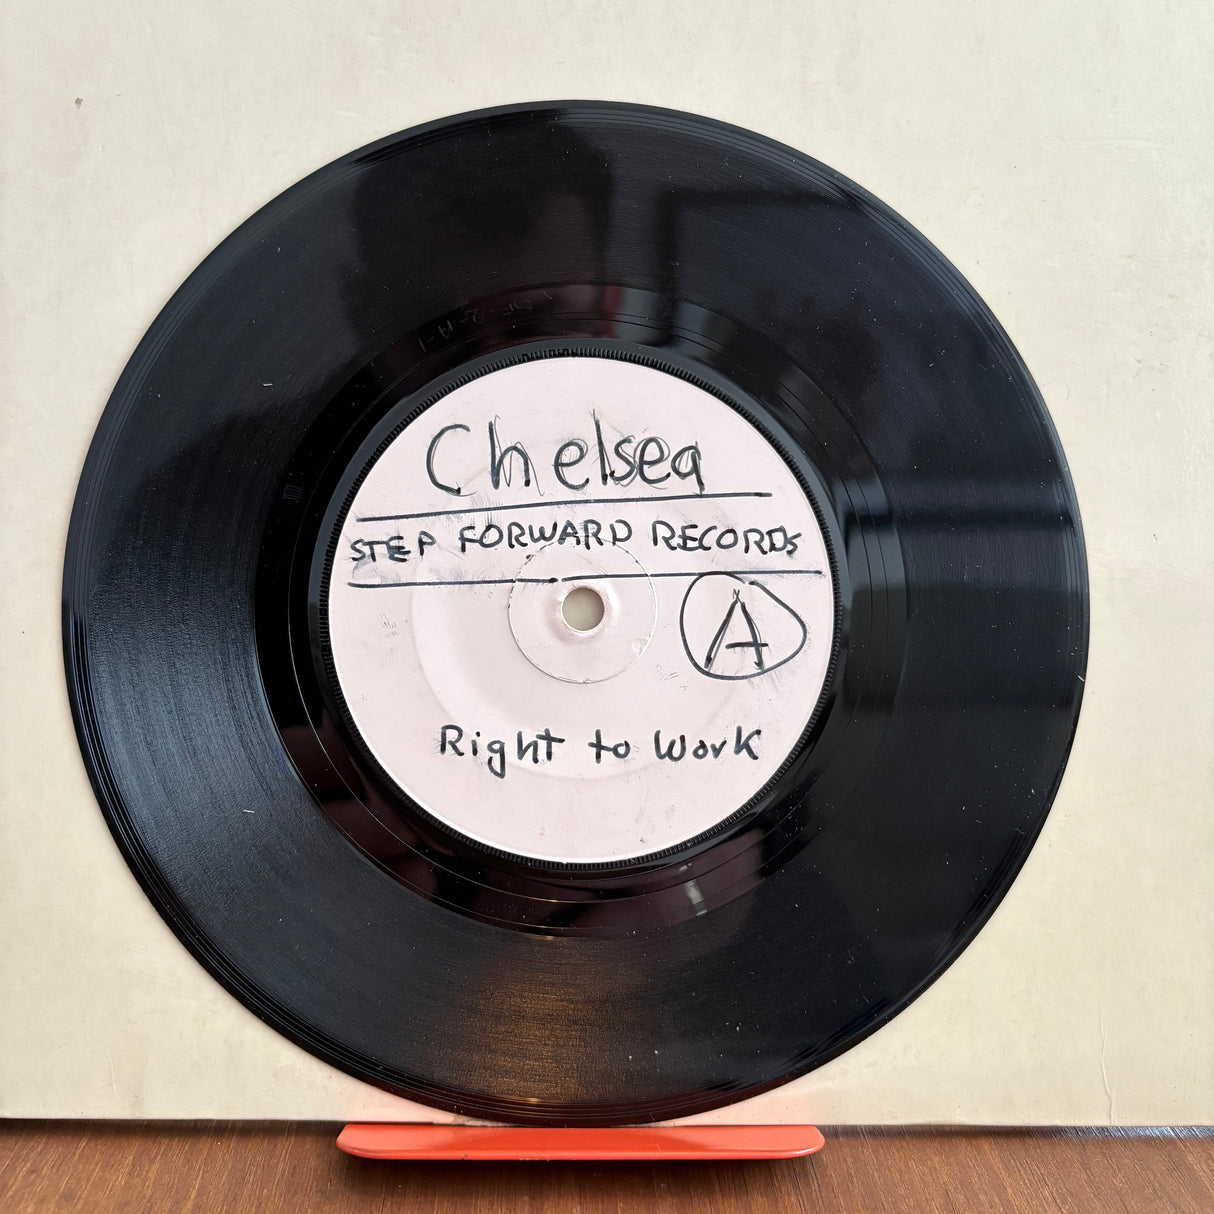 Chelsea
STEP FORWARD RECORDS
A
Right to Work